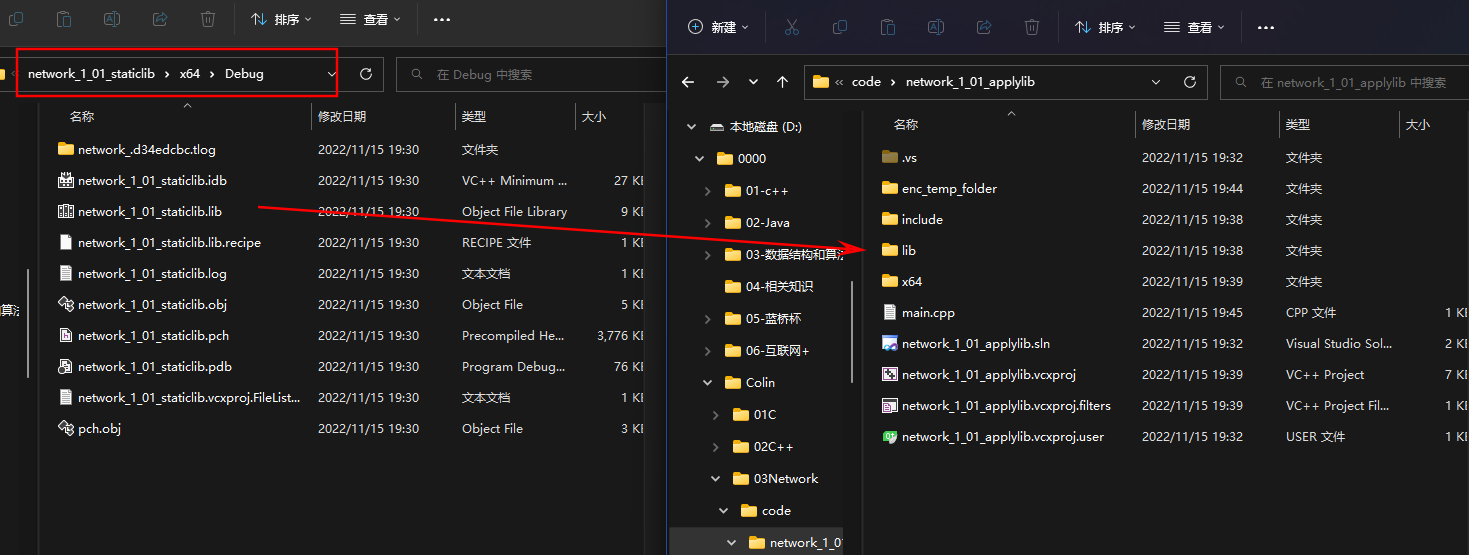 排序
查看
network_1_01_staticlib > x64 > Debug
在 Debug 中搜索
名称 修改日期 类型 大小
network_.d34edcbc.tlog 2022/11/15 19:30 文件夹
network_1_01_staticlib.idb 2022/11/15 19:30 VC++ Minimum ... 27 KB
network_1_01_staticlib.lib 2022/11/15 19:30 Object File Library 9 KB
network_1_01_staticlib.lib.recipe 2022/11/15 19:30 RECIPE 文件 1 KB
network_1_01_staticlib.log 2022/11/15 19:30 文本文档 1 KB
network_1_01_staticlib.obj 2022/11/15 19:30 Object File 5 KB
network_1_01_staticlib.pch 2022/11/15 19:30 Precompiled He... 3,776 KB
network_1_01_staticlib.pdb 2022/11/15 19:30 Program Debug... 76 KB
network_1_01_staticlib.vcxproj.FileList... 2022/11/15 19:30 文本文档 1 KB
pch.obj 2022/11/15 19:30 Object File 3 KB
算法
新建
排序
查看
« code > network_1_01_applylib
在 network_1_01_applylib 中搜索
本地磁盘 (D:)
0000
01-c++
02-Java
03-数据结构和算法
04-相关知识
05-蓝桥杯
06-互联网+
Colin
01C
02C++
03Network
code
network_1_01
名称 修改日期 类型 大小
.vs 2022/11/15 19:32 文件夹
enc_temp_folder 2022/11/15 19:44 文件夹
include 2022/11/15 19:38 文件夹
lib 2022/11/15 19:38 文件夹
x64 2022/11/15 19:39 文件夹
main.cpp 2022/11/15 19:45 CPP 文件 1 KB
network_1_01_applylib.sln 2022/11/15 19:32 Visual Studio Sol... 2 KB
network_1_01_applylib.vcxproj 2022/11/15 19:39 VC++ Project 7 KB
network_1_01_applylib.vcxproj.filters 2022/11/15 19:39 VC++ Project Fil... 1 KB
network_1_01_applylib.vcxproj.user 2022/11/15 19:32 USER 文件 1 KB